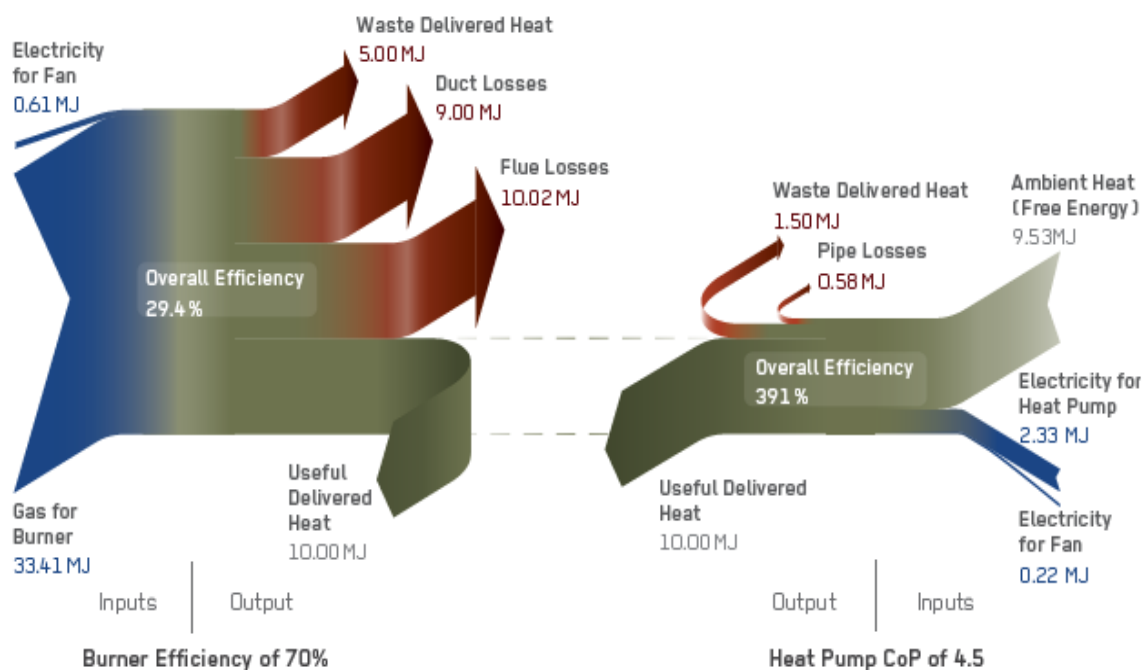 Electricity
for Fan
0.61 MJ
Waste Delivered Heat
5.00 MJ
Duct Losses
9.00 MJ
Flue Losses
10.02 MJ
Overall Efficiency
29.4 %
Gas for
Burner
33.41 MJ
Useful
Delivered
Heat
10.00 MJ
Inputs
Output
Burner Efficiency of 70%
Waste Delivered Heat
1.50 MJ
Pipe Losses
0.58 MJ
Ambient Heat
(Free Energy)
9.53MJ
Overall Efficiency
391 %
Electricity for
Heat Pump
2.33 MJ
Useful Delivered
Heat
10.00 MJ
Electricity
for Fan
0.22 MJ
Output
Inputs
Heat Pump CoP of 4.5